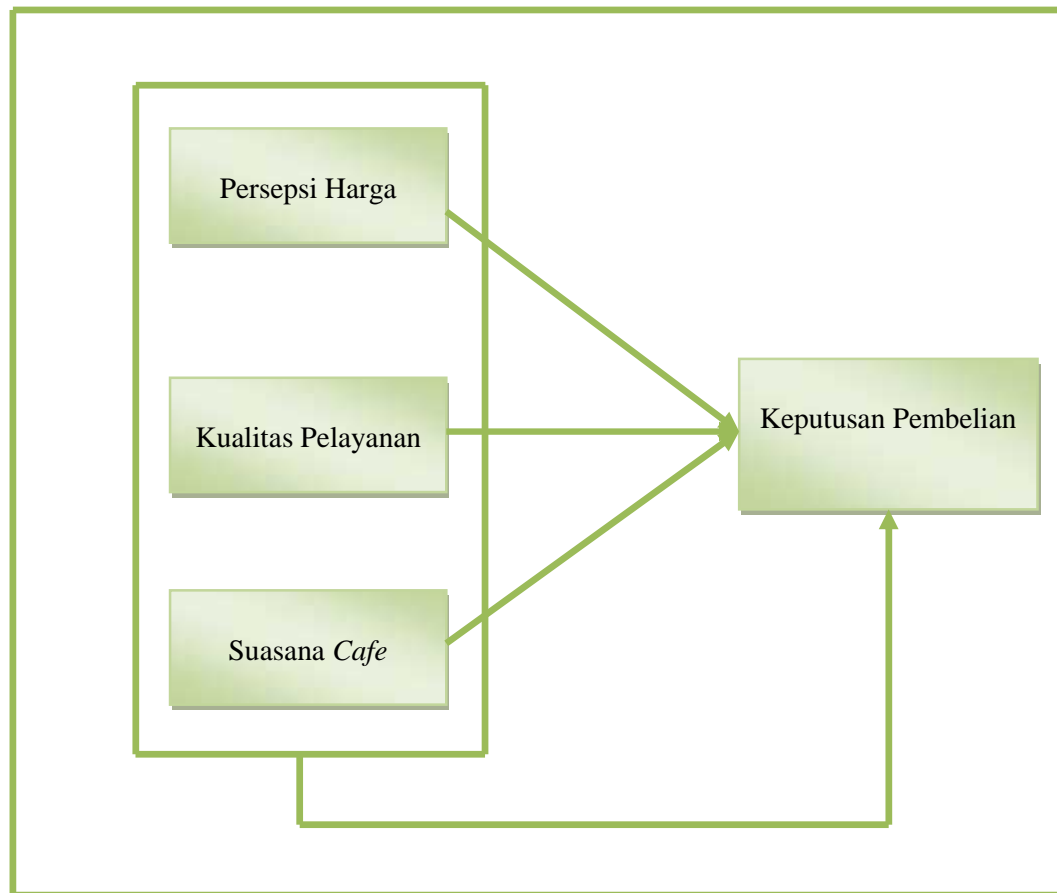 Persepsi Harga
Kualitas Pelayanan
Keputusan Pembelian
Suasana Cafe